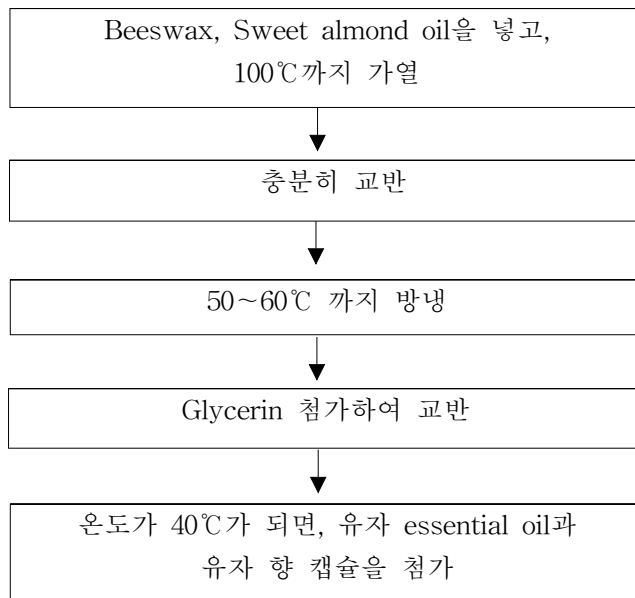 Beeswax, Sweet almond oil을 넣고,
100℃까지 가열
충분히 교반
50~60℃ 까지 방냉
Glycerin 첨가하여 교반
온도가 40℃가 되면, 유자 essential oil과
유자 향 캡슐을 첨가